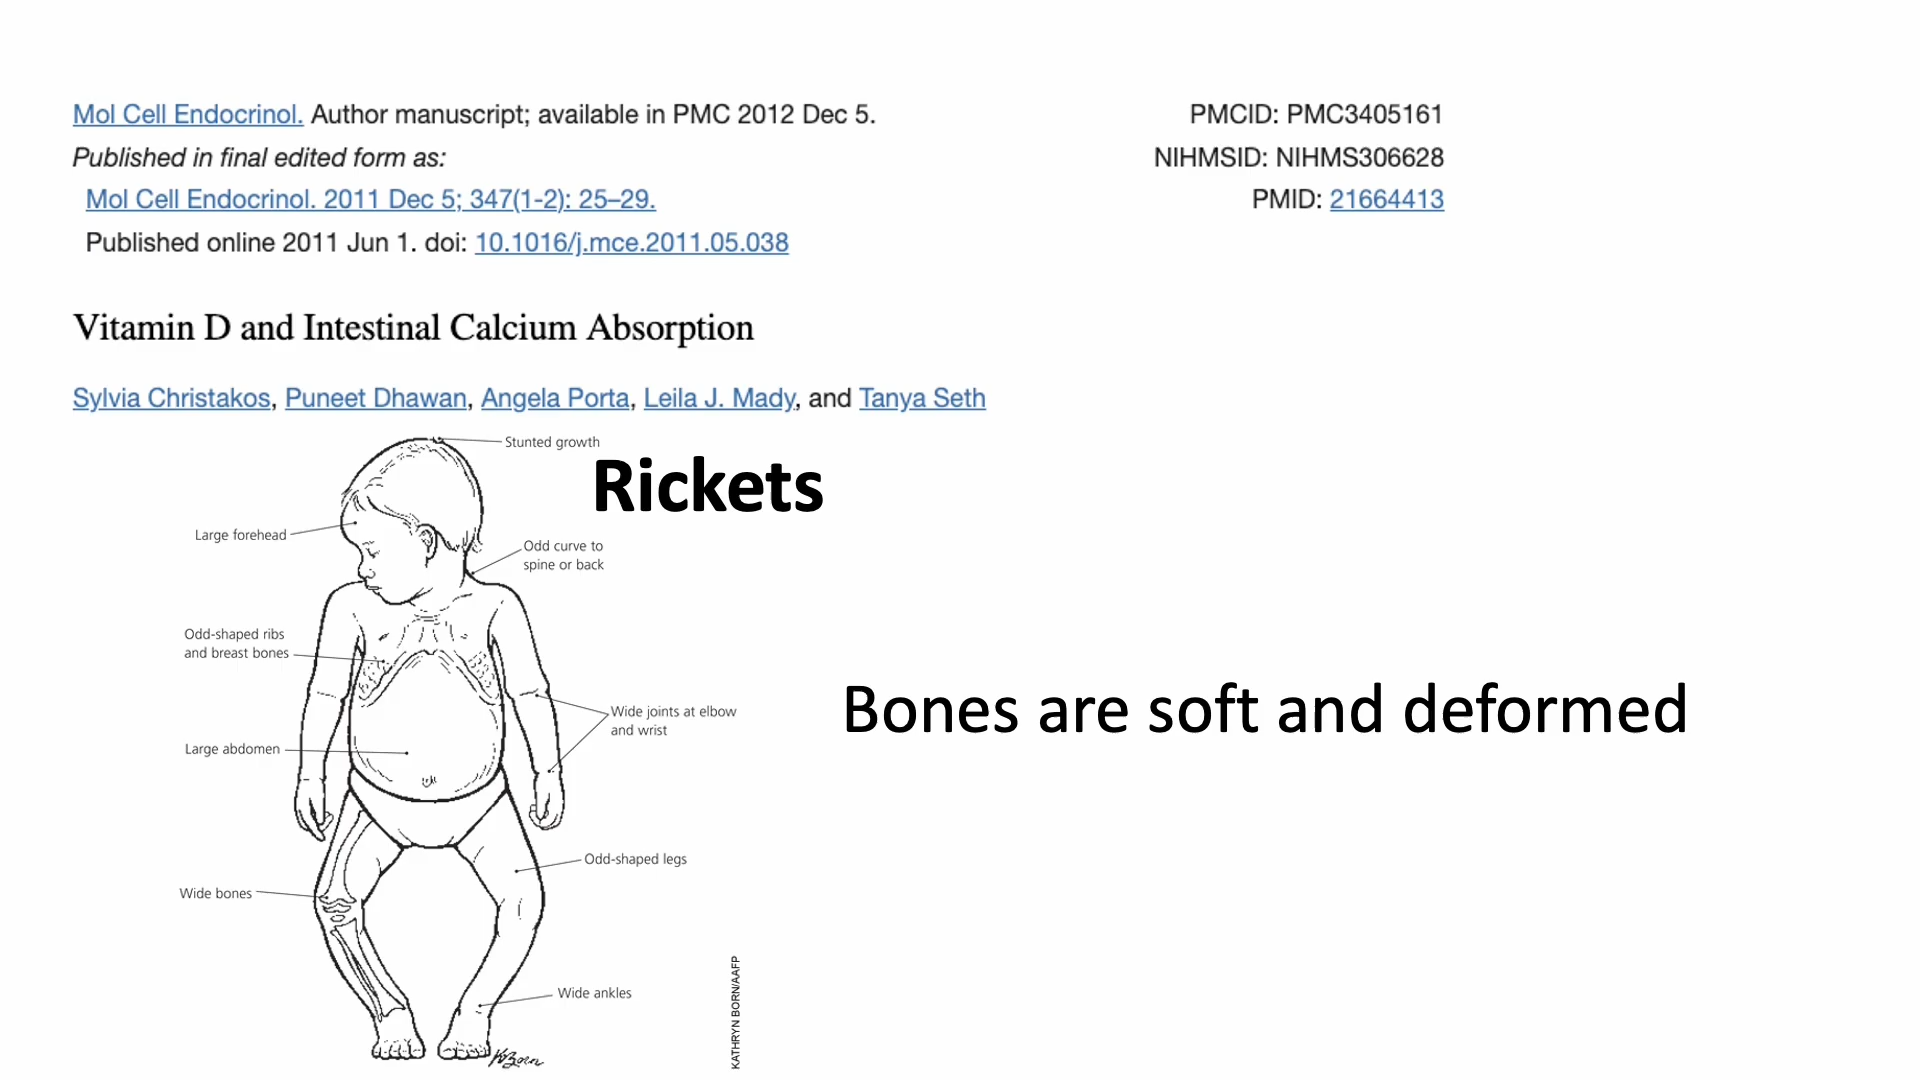 Mol Cell Endocrinol. Author manuscript; available in PMC 2012 Dec 5.
Published in final edited form as:
Mol Cell Endocrinol. 2011 Dec 5; 347(1-2): 25–29.
Published online 2011 Jun 1. doi: 10.1016/j.mce.2011.05.038
PMCID: PMC3405161
NIHMSID: NIHMS306628
PMID: 21664413
Vitamin D and Intestinal Calcium Absorption
Sylvia Christakos, Puneet Dhawan, Angela Porta, Leila J. Mady, and Tanya Seth
Stunted growth
Rickets
Large forehead
Odd curve to
spine or back
Odd-shaped ribs
and breast bones
Wide joints at elbow
and wrist
Large abdomen
Bones are soft and deformed
Odd-shaped legs
Wide bones
Wide ankles
KATHRYN BORN/AAFP
KBorn